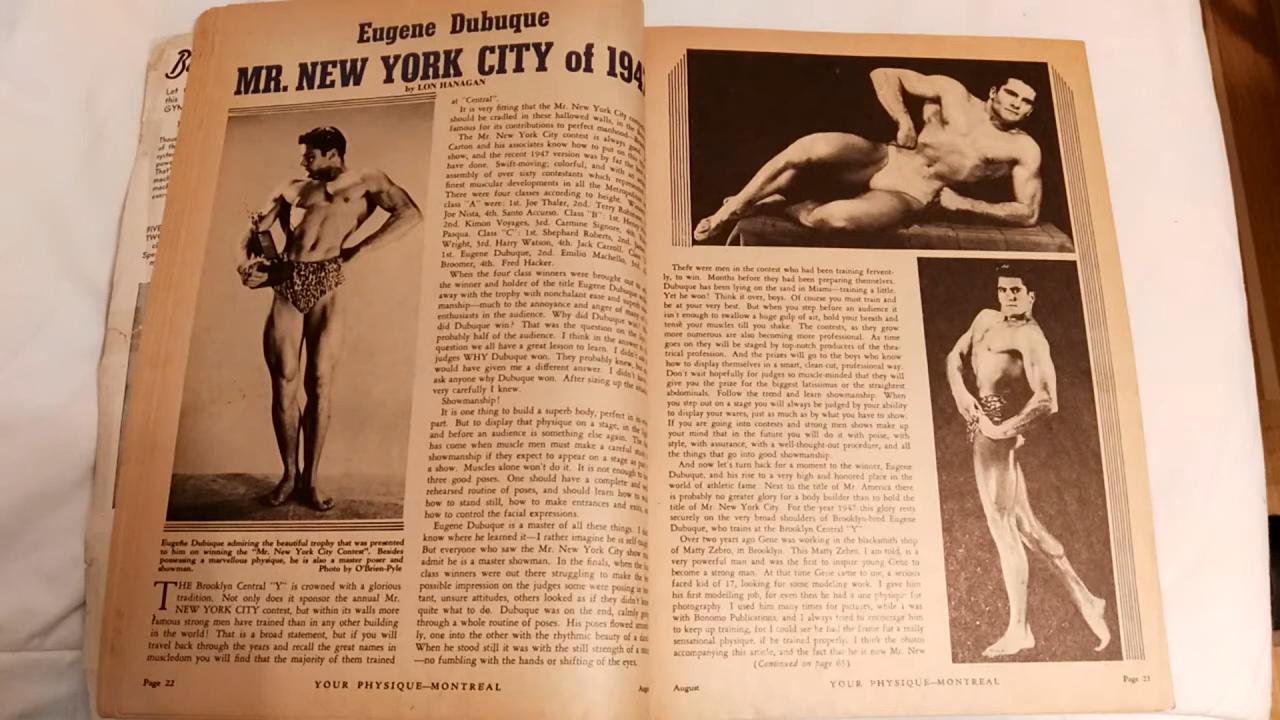 Eugene Dubuque
MR. NEW YORK CITY of 194
by LON HANAGAN
Eugene Dubuque admiring the beautiful trophy that was presented
to him on winning the "Mr. New York City Contest". Besides
possessing a marvellous physique, he is also a master poser and
showman. Photo by O'Brien-Pyle
THE Brooklyn Central "Y" is crowned with a glorious
tradition. Not only does it sponsor the annual Mr.
NEW YORK CITY contest, but within its walls more
famous strong men have trained than in any other building
in the world! That is a broad statement, but if you will
travel back through the years and recall the great names in
muscledom you will find that the majority of them trained
Page 22
YOUR PHYSIQUE—MONTREAL
at "Central".
It is very fitting that the Mr. New York City
should be cradled in these hallowed walls, in the
famous for its contributions to perfect manhood
The Mr. New York City contest is always
Carton and his associates know how to put on
show, and the recent 1947 version was by far the
have done. Swift-moving; colorful; and with an
assembly of over sixty contestants which
finest muscular developments in all the
There were four classes according to height.
class "A" were: 1st. Joe Thaler, 2nd. Terry
Joe Nista, 4th. Santo Accurso. Class "B": 1st.
2nd. Kimon Voyages, 3rd. Carmine Signore,
Pasqua. Class "C": 1st. Shephard Roberts, 2nd.
Wright, 3rd. Harry Watson, 4th. Jack Carroll.
1st. Eugene Dubuque, 2nd. Emilio Machello,
Broomer, 4th. Fred Hacker.
When the four class winners were brought out
the winner and holder of the title Eugene Dubuque
away with the trophy with nonchalant ease and
manship—much to the annoyance and anger of
enthusiasts in the audience. Why did Dubuque
did Dubuque win? That was the question on the
probably half of the audience. I think in the answer
question we all have a great lesson to learn. I didn't
judges WHY Dubuque won. They probably knew,
would have given me a different answer. I didn't
ask anyone why Dubuque won. After sizing up the
very carefully I knew.
Showmanship!
It is one thing to build a superb body, perfect in
part. But to display that physique on a stage, in the
and before an audience is something else again.
has come when muscle men must make a careful
showmanship if they expect to appear on a stage as
a show. Muscles alone won't do it. It is not enough
three good poses. One should have a complete
rehearsed routine of poses, and should learn how to
how to stand still, how to make entrances and
how to control the facial expressions.
Eugene Dubuque is a master of all these things. I
know where he learned it—I rather imagine he is
But everyone who saw the Mr. New York City show
admit he is a master showman. In the finals, when the
class winners were out there struggling to make the
possible impression on the judges some were posing in
tant, unsure attitudes, others looked as if they didn't
quite what to do. Dubuque was on the end, calmly
through a whole routine of poses. His poses flowed
ly, one into the other with the rhythmic beauty of a
When he stood still it was with the still strength of a
—no fumbling with the hands or shifting of the eyes.
There were men in the contest who had been training fervent-
ly, to win. Months before they had been preparing themselves.
Dubuque has been lying on the sand in Miami—training a little.
Yet he won! Think it over, boys. Of course you must train and
be at your very best. But when you step before an audience it
isn't enough to swallow a huge gulp of air, hold your breath and
tense your muscles till you shake. The contests, as they grow
more numerous are also becoming more professional. As time
goes on they will be staged by top-notch producers of the thea-
trical profession. And the prizes will go to the boys who know
how to display themselves in a smart, clean-cut, professional way.
Don't wait hopefully for judges so muscle-minded that they will
give you the prize for the biggest latissimus or the straightest
abdominals. Follow the trend and learn showmanship. When
you step out on a stage you will always be judged by your ability
to display your wares, just as much as by what you have to show.
If you are going into contests and strong men shows make up
your mind that in the future you will do it with poise, with
style, with assurance, with a well-thought-out procedure, and all
the things that go into good showmanship.
And now let's turn back for a moment to the winner, Eugene
Dubuque, and his rise to a very high and honored place in the
world of athletic fame. Next to the title of Mr. America there
is probably no greater glory for a body builder than to hold the
title of Mr. New York City. For the year 1947 this glory rests
securely on the very broad shoulders of Brooklyn-bred Eugene
Dubuque, who trains at the Brooklyn Central "Y"
Over two years ago Gene was working in the blacksmith shop
of Matty Zebro, in Brooklyn. This Matty Zebro, I am told, is a
very powerful man and was the first to inspire young Gene to
become a strong man. At that time Gene came to me, a serious
faced kid of 17, looking for some modeling work. I gave him
his first modelling job, for even then he had a fine physique for
photography. I used him many times for pictures, while I was
with Bonomo Publications, and I always tried to encourage him
to keep up training, for I could see he had the frame for a really
sensational physique, if he trained properly. I think the photos
accompanying this article, and the fact that he is now Mr. New
(Continued on page 65)
August
YOUR PHYSIQUE—MONTREAL
Page 23